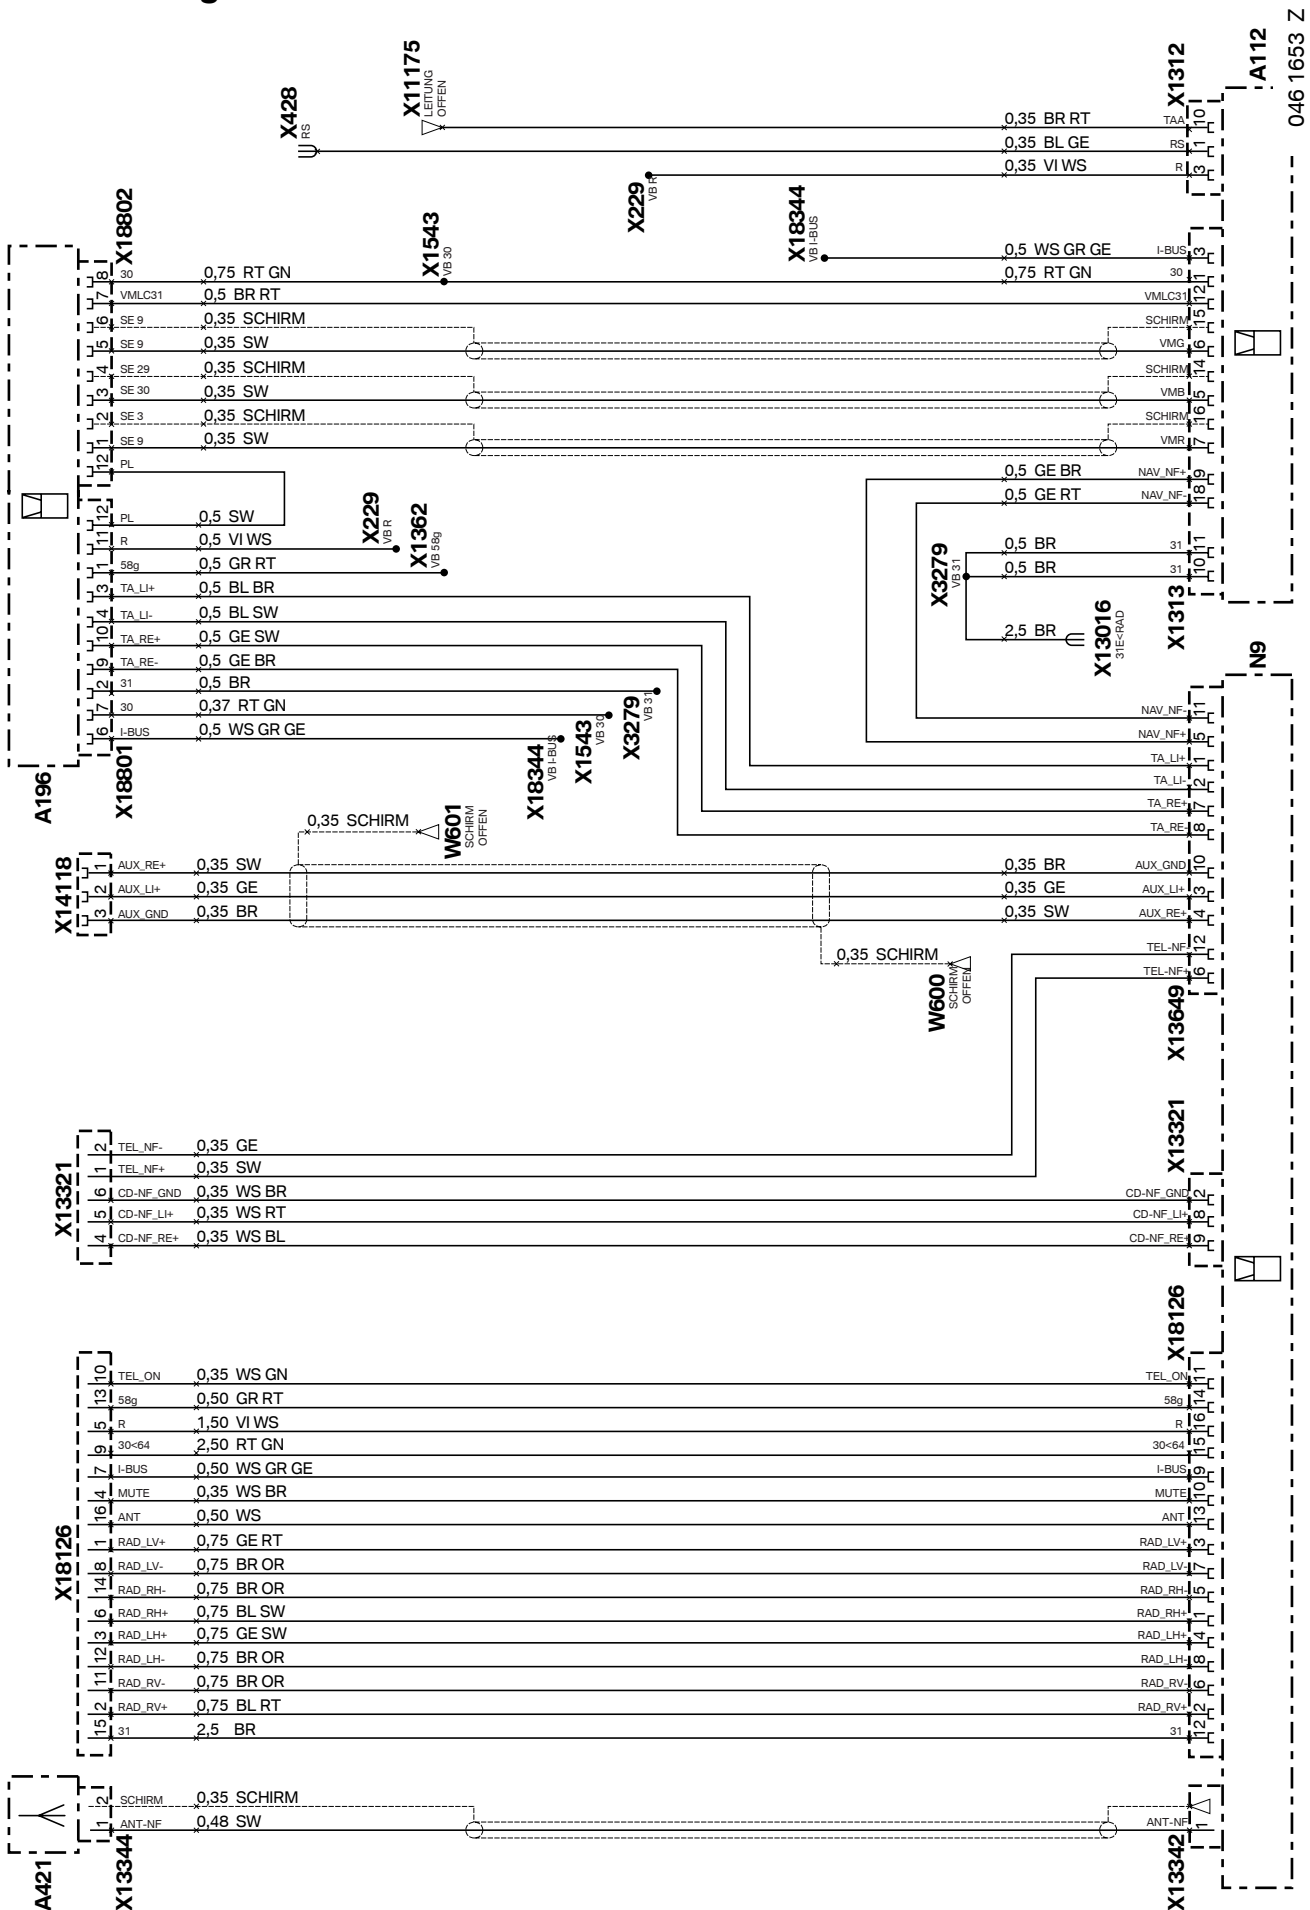 046 1653 Z
A112
X1312
X11175
LEITUNG
OFFEN
X428
RS
0,35 BR RT
TAA
10
0,35 BL GE
RS
1
0,35 VI WS
R
3
X229
VB R
X18344
VB I-BUS
X18802
X1543
VB 30
0,5 WS GR GE
I-BUS
3
8
30
0,75 RT GN
0,75 RT GN
30
1
7
VMLC31
0,5 BR RT
VMLC31
12
6
SE 9
0,35 SCHIRM
SCHIRM
15
5
SE 9
0,35 SW
VMG
6
4
SE 29
0,35 SCHIRM
SCHIRM
14
3
SE 30
0,35 SW
VMB
5
2
SE 3
0,35 SCHIRM
SCHIRM
16
1
SE 9
0,35 SW
VMR
7
12
PL
0,5 GE BR
NAV_NF+
9
0,5 GE RT
NAV_NF-
18
12
PL
0,5 SW
11
R
0,5 VI WS
X229
VB R
1
58g
0,5 GR RT
X1362
VB 58g
3
TA_LI+
0,5 BL BR
4
TA_LI-
0,5 BL SW
10
TA_RE+
0,5 GE SW
9
TA_RE-
0,5 GE BR
2
31
0,5 BR
7
30
0,37 RT GN
6
I-BUS
0,5 WS GR GE
A196
X18801
X18344
VB I-BUS
X1543
VB 30
X3279
VB 31
X3279
VB 31
0,5 BR
31
11
0,5 BR
31
10
2,5 BR
X13016
31E<RAD
X1313
N9
NAV_NF-
11
NAV_NF+
5
TA_LI+
1
TA_LI-
2
TA_RE+
7
TA_RE-
8
0,35 SCHIRM
W601
SCHIRM
OFFEN
X14118
1
AUX_RE+
0,35 SW
0,35 BR
AUX_GND
10
2
AUX_LI+
0,35 GE
0,35 GE
AUX_LI+
3
3
AUX_GND
0,35 BR
0,35 SW
AUX_RE+
4
0,35 SCHIRM
W600
SCHIRM
OFFEN
TEL-NF-
12
TEL-NF+
6
X13649
X13321
X13321
2
TEL_NF-
0,35 GE
1
TEL_NF+
0,35 SW
6
CD-NF_GND
0,35 WS BR
CD-NF_GND
2
5
CD-NF_LI+
0,35 WS RT
CD-NF_LI+
8
4
CD-NF_RE+
0,35 WS BL
CD-NF_RE+
9
X18126
X18126
10
TEL_ON
0,35 WS GN
TEL_ON
11
13
58g
0,50 GR RT
58g
14
5
R
1,50 VI WS
R
16
9
30<64
2,50 RT GN
30<64
15
7
I-BUS
0,50 WS GR GE
I-BUS
9
4
MUTE
0,35 WS BR
MUTE
10
16
ANT
0,50 WS
ANT
13
1
RAD_LV+
0,75 GE RT
RAD_LV+
3
8
RAD_LV-
0,75 BR OR
RAD_LV-
7
14
RAD_RH-
0,75 BR OR
RAD_RH-
5
6
RAD_RH+
0,75 BL SW
RAD_RH+
1
3
RAD_LH+
0,75 GE SW
RAD_LH+
4
12
RAD_LH-
0,75 BR OR
RAD_LH-
8
11
RAD_RV-
0,75 BR OR
RAD_RV-
6
2
RAD_RV+
0,75 BL RT
RAD_RV+
2
15
31
2,5 BR
31
12
A421
X13344
2
SCHIRM
0,35 SCHIRM
1
ANT-NF
0,48 SW
ANT-NF
1
X13342